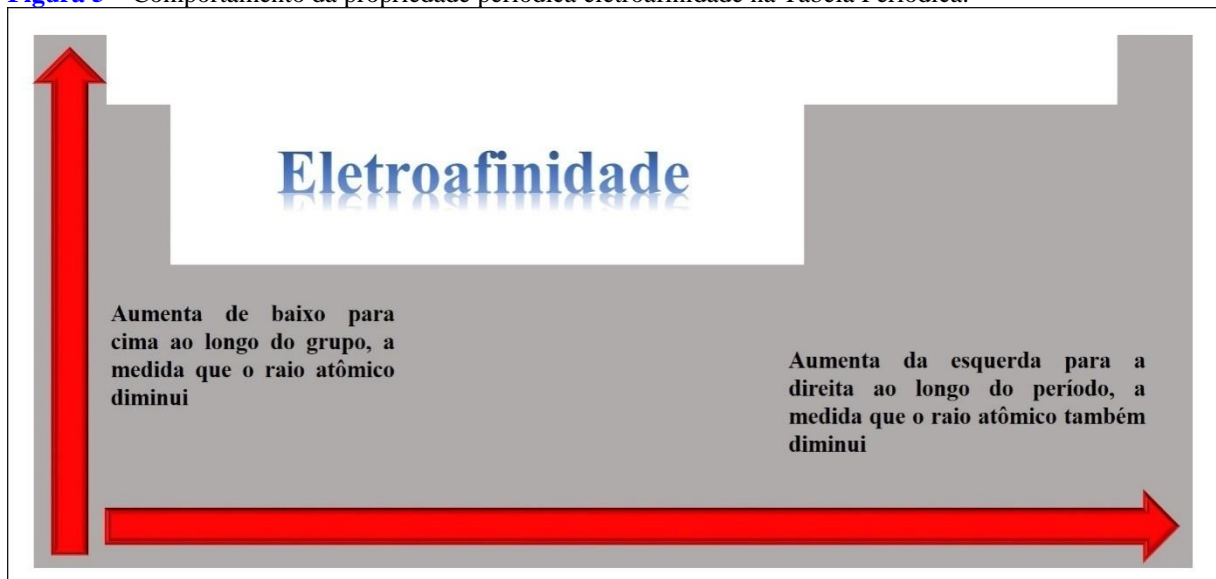 Figura 5 – Comportamento da propriedade periódica eletroafinidade na Tabela Periódica.
Eletroafinidade
Aumenta de baixo para
cima ao longo do grupo, a
medida que o raio atômico
diminui
Aumenta da esquerda para a
direita ao longo do período, a
medida que o raio atômico também
diminui